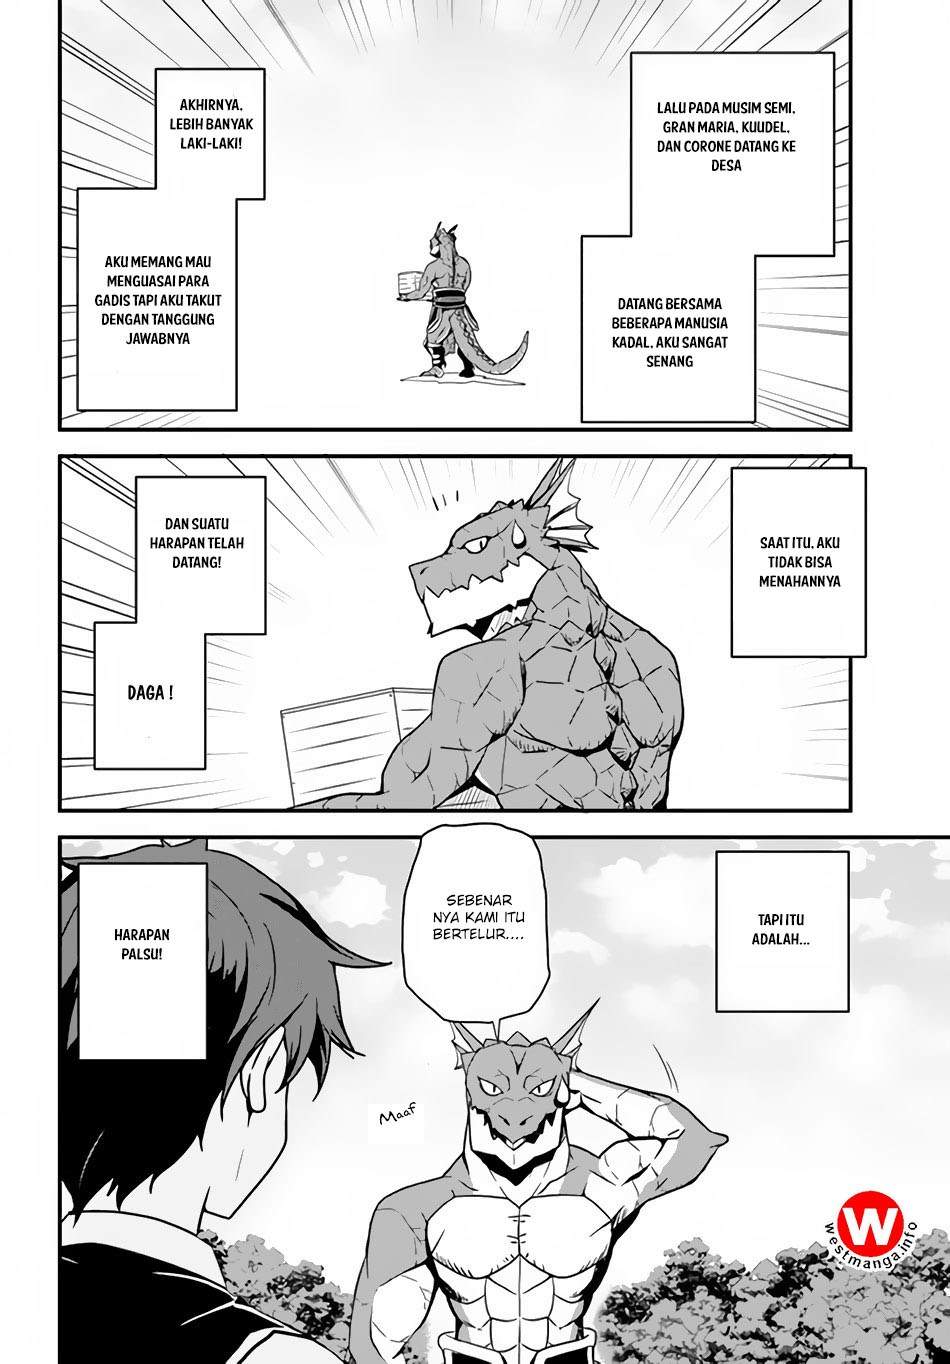 LALU PADA MUSIM SEMI,
GRAN MARIA, KUUDEL,
DAN CORONE DATANG KE
DESA
DATANG BERSAMA
BEBERAPA MANUSIA
KADAL, AKU SANGAT
SENANG
AKHIRNYA,
LEBIH BANYAK
LAKI-LAKI!
AKU MEMANG MAU
MENGUASAI PARA
GADIS TAPI AKU TAKUT
DENGAN TANGGUNG
JAWABNYA
SAAT ITU, AKU
TIDAK BISA
MENAHANNYA
DAN SUATU
HARAPAN TELAH
DATANG!
DAGA !
TAPI ITU
ADALAH...
SEBENAR
NYA KAMI ITU
BERTELUR....
HARAPAN
PALSU!
Maaf
W
westmanga.info